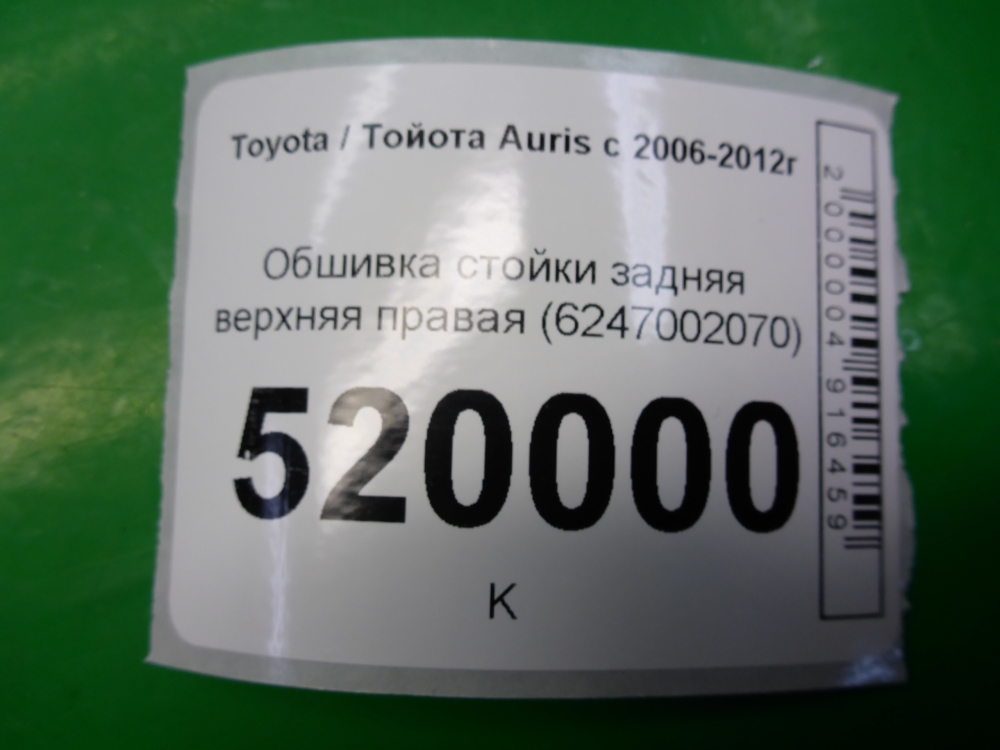 Toyota / Тойота Auris с 2006-2012г
Обшивка стойки задняя
верхняя правая (6247002070)
520000
К
2000004916459